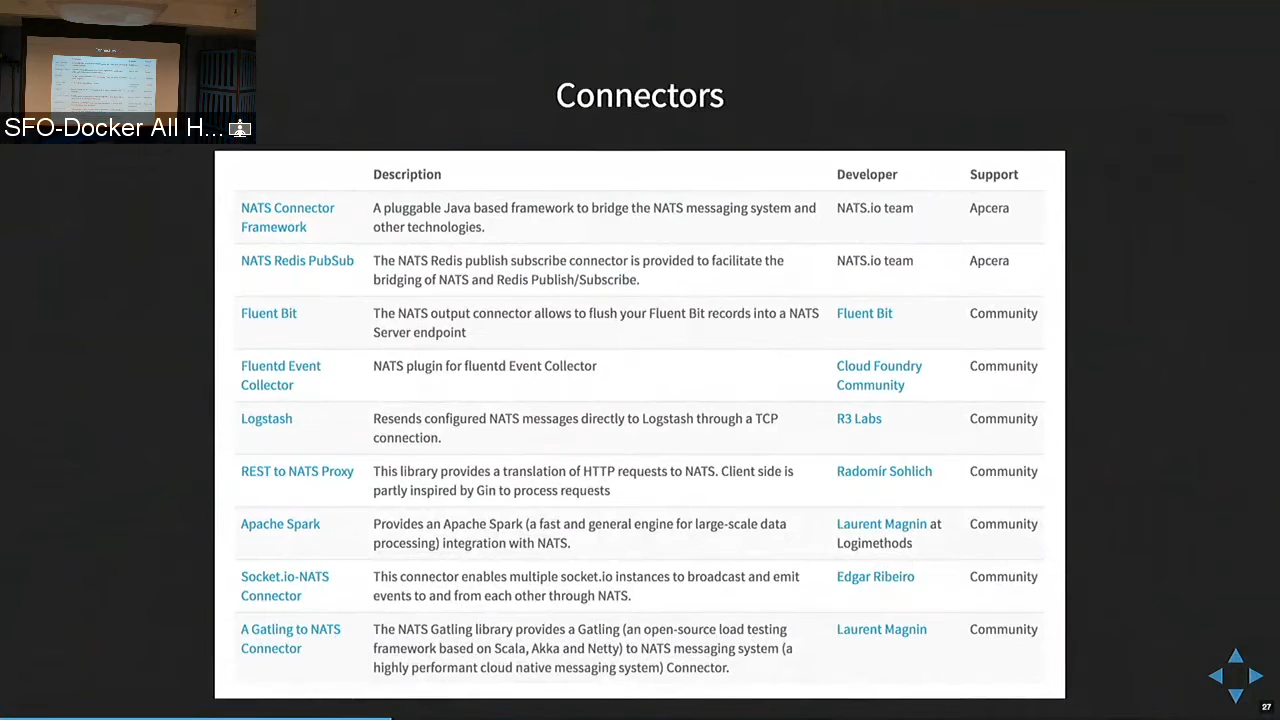 SFO-Docker All H...
Connectors
Description Developer Support
NATS Connector Framework A pluggable Java based framework to bridge the NATS messaging system and other technologies. NATS.io team Apcera
NATS Redis PubSub The NATS Redis publish subscribe connector is provided to facilitate the bridging of NATS and Redis Publish/Subscribe. NATS.io team Apcera
Fluent Bit The NATS output connector allows to flush your Fluent Bit records into a NATS Server endpoint Fluent Bit Community
Fluentd Event Collector NATS plugin for fluentd Event Collector Cloud Foundry Community Community
Logstash Resends configured NATS messages directly to Logstash through a TCP connection. R3 Labs Community
REST to NATS Proxy This library provides a translation of HTTP requests to NATS. Client side is partly inspired by Gin to process requests Radomír Sohlich Community
Apache Spark Provides an Apache Spark (a fast and general engine for large-scale data processing) integration with NATS. Laurent Magnin at Logimethods Community
Socket.io-NATS Connector This connector enables multiple socket.io instances to broadcast and emit events to and from each other through NATS. Edgar Ribeiro Community
A Gatling to NATS Connector The NATS Gatling library provides a Gatling (an open-source load testing framework based on Scala, Akka and Netty) to NATS messaging system (a highly performant cloud native messaging system) Connector. Laurent Magnin Community
27